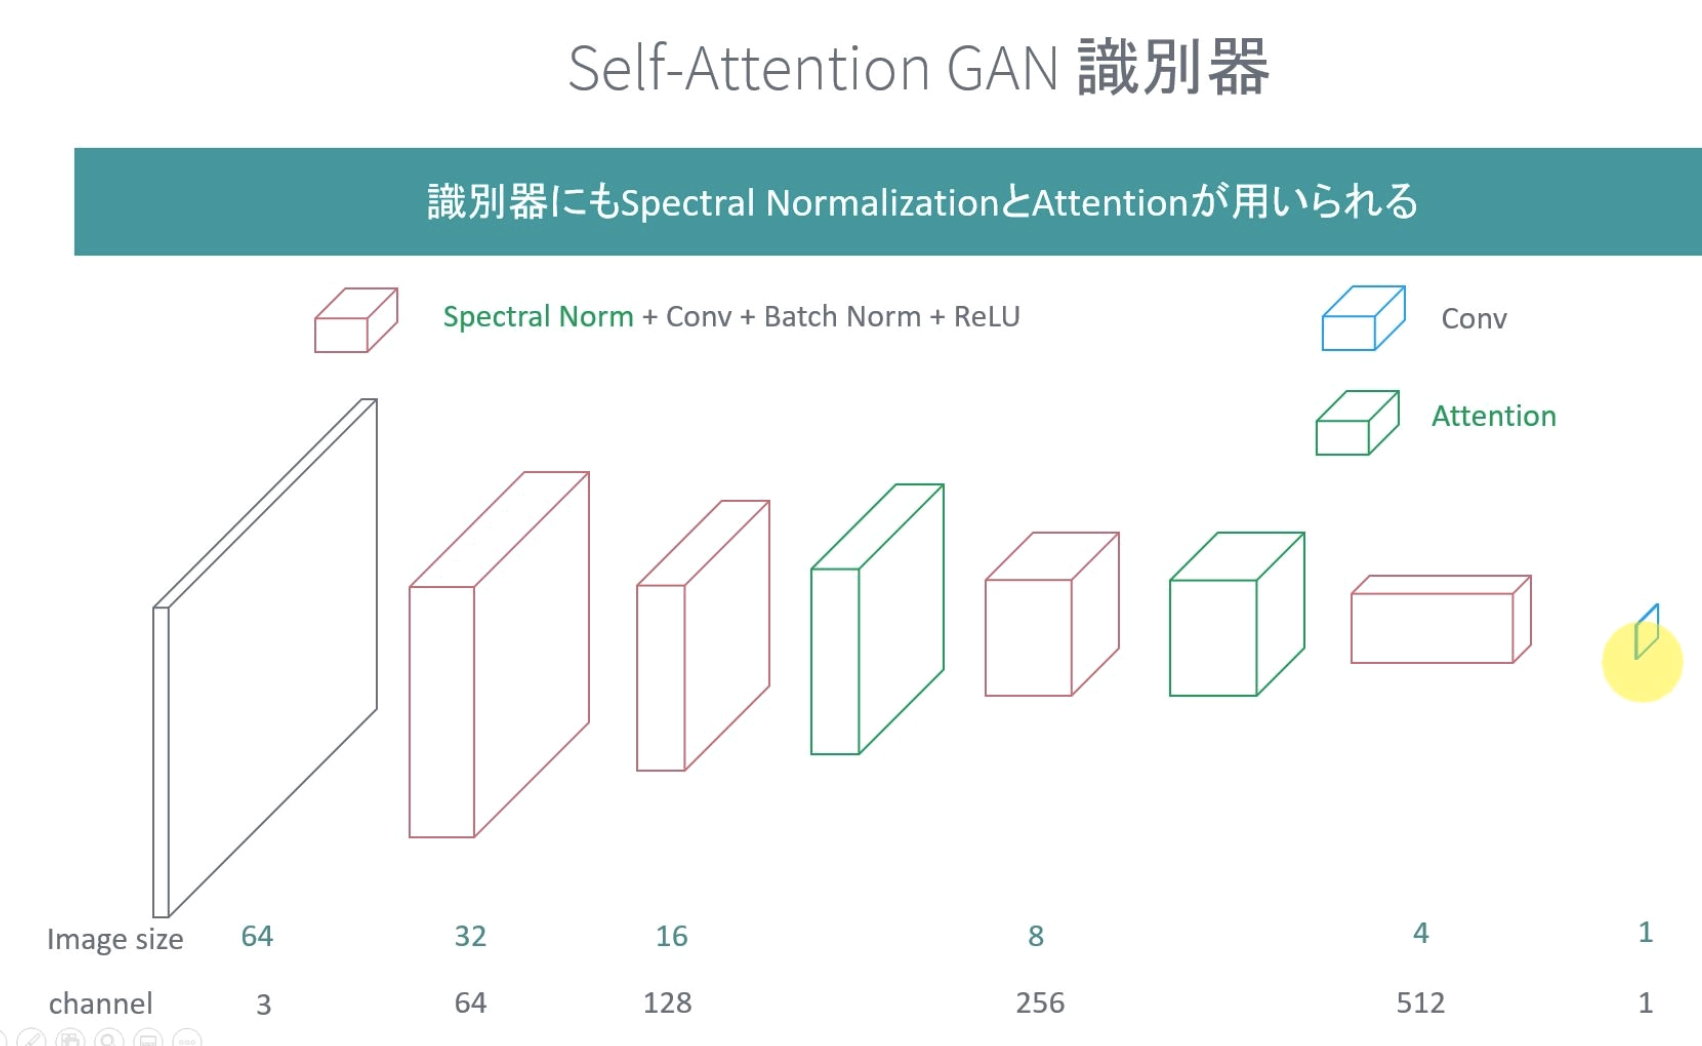 Self-Attention GAN 識別器
識別器にもSpectral NormalizationとAttentionが用いられる
Spectral Norm + Conv + Batch Norm + ReLU
Conv
Attention
Image size 64 32 16 8 4 1
channel 3 64 128 256 512 1